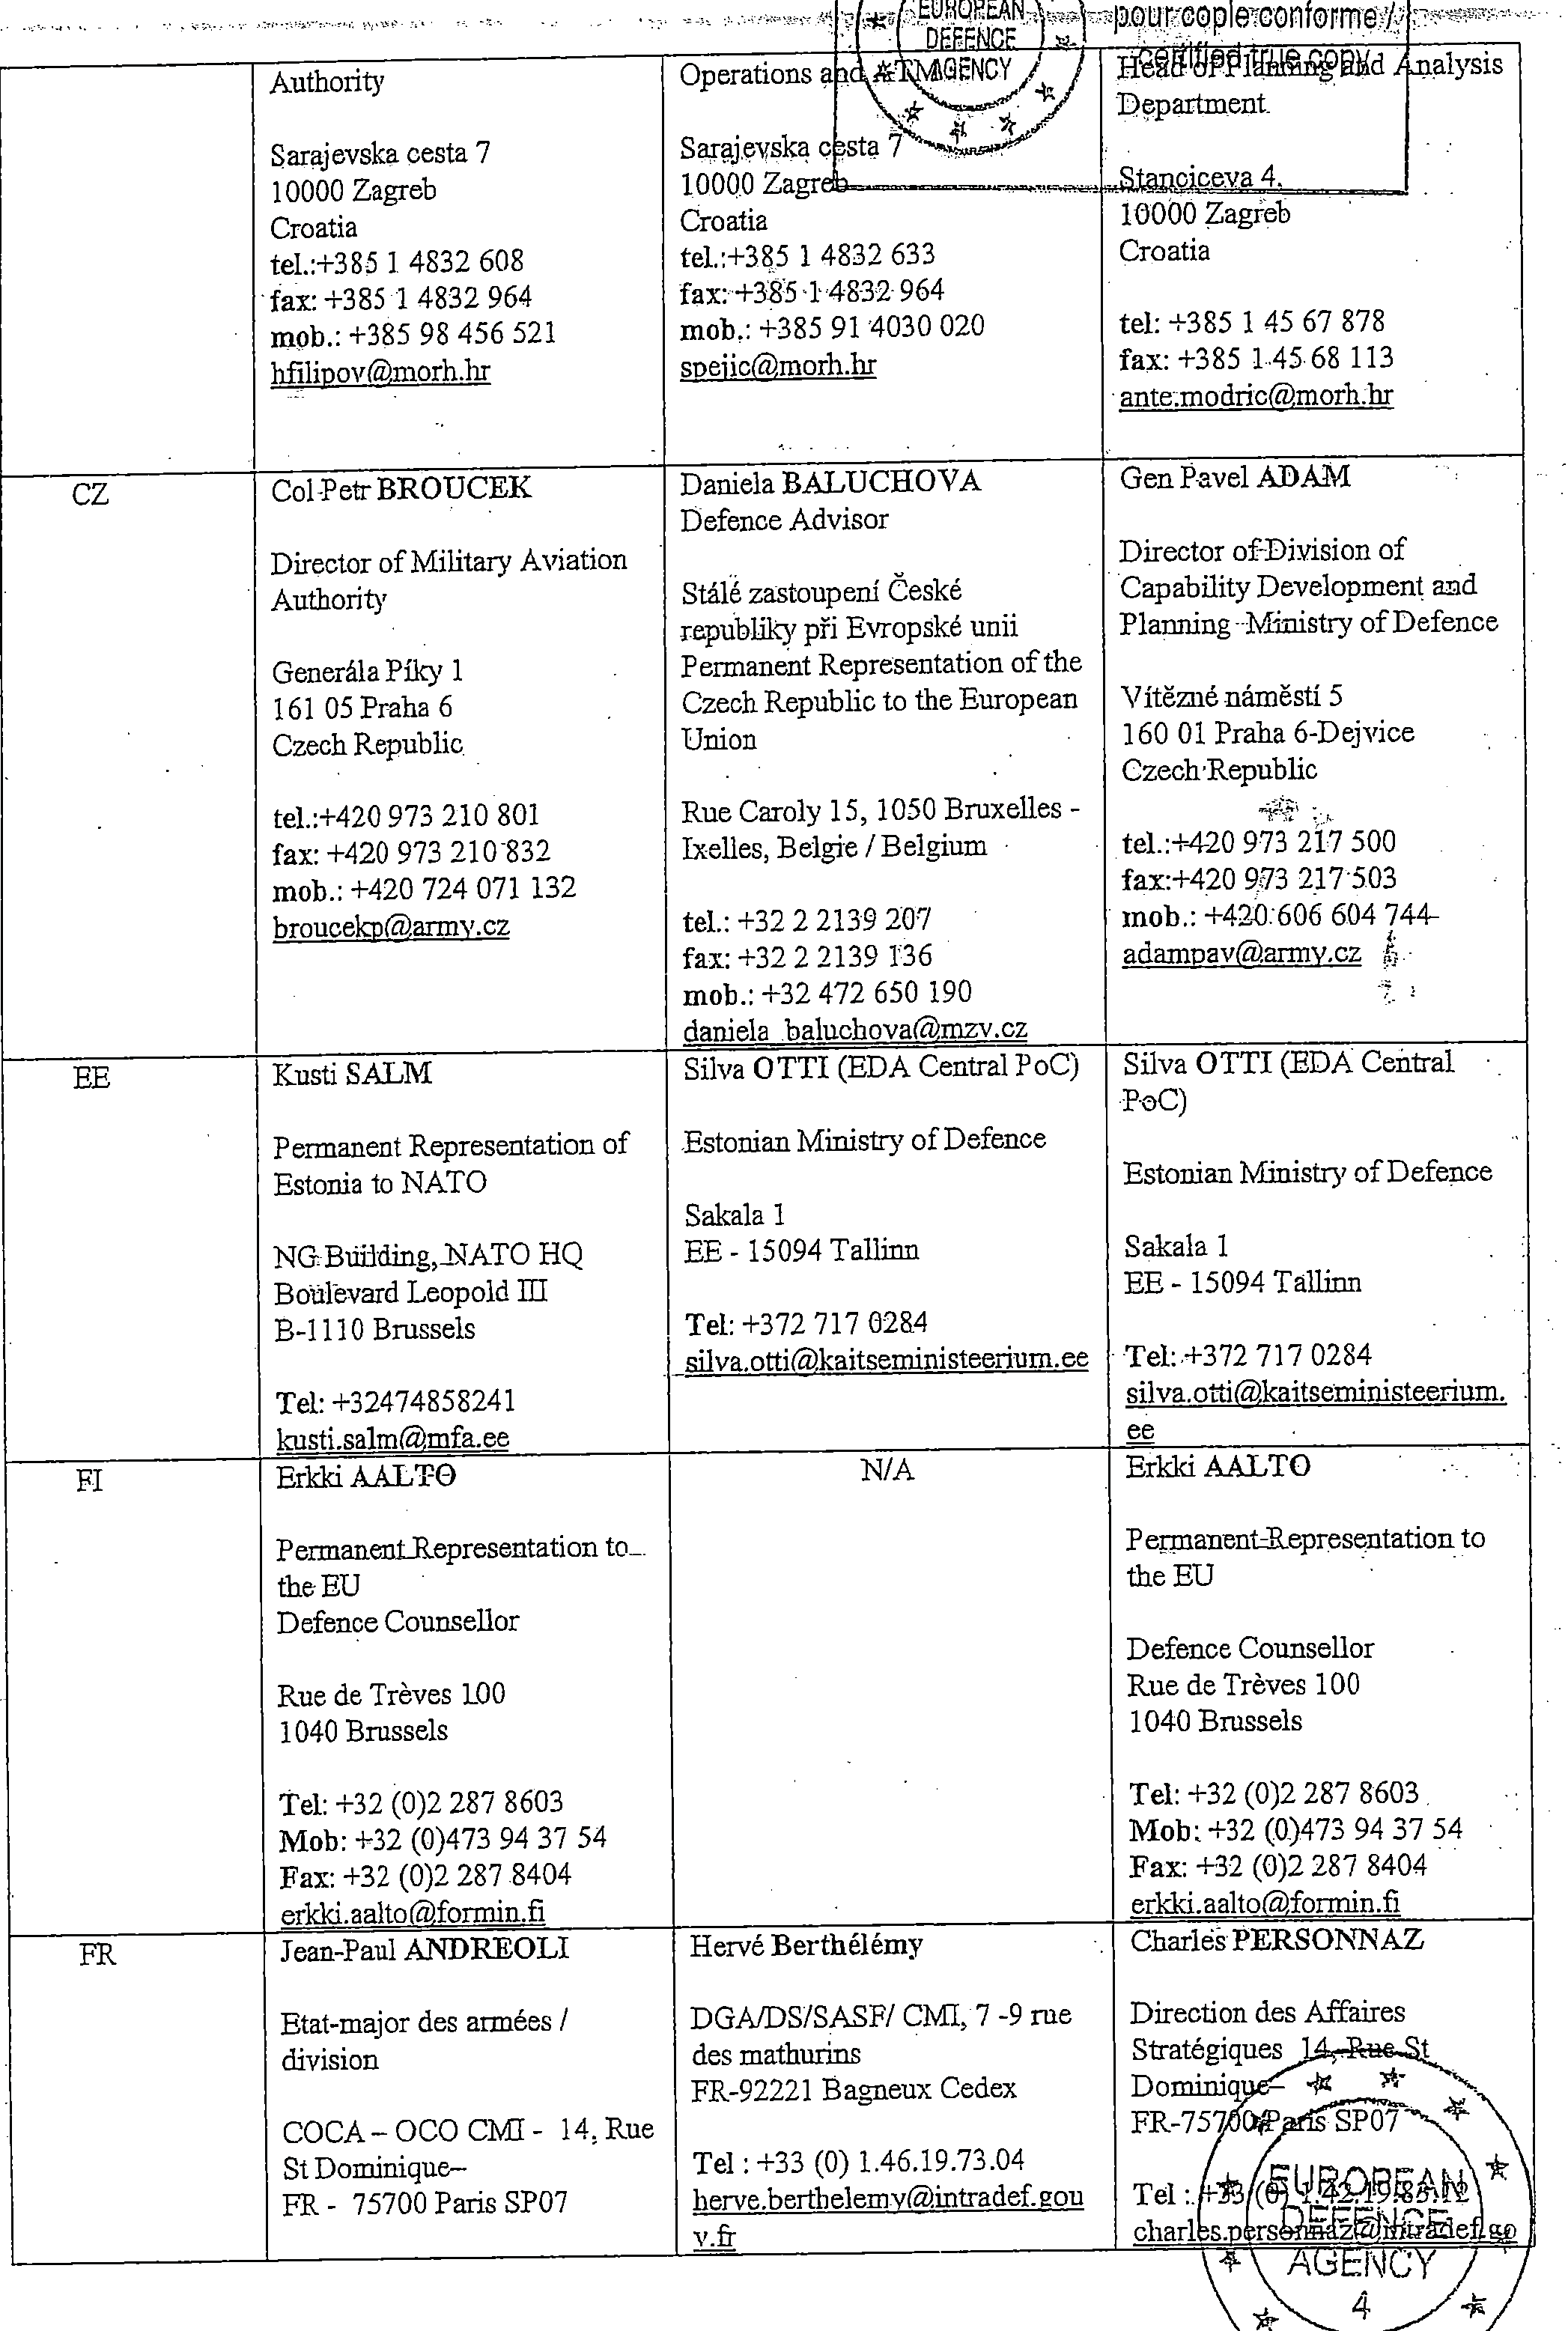 EUROPEAN
DEFENCE
AGENCY
pour copie conforme /
certified true copy
Authority
Sarajevska cesta 7
10000 Zagreb
Croatia
tel.:+385 1 4832 608
fax: +385 1 4832 964
mob.: +385 98 456 521
hfilipov@morh.hr
Operations and ATM
Sarajevska cesta 7
10000 Zagreb
Croatia
tel.:+385 1 4832 633
fax: +385 1 4832 964
mob.: +385 91 4030 020
spejic@morh.hr
Head of Planning and Analysis
Department
Stanciceva 4.
10000 Zagreb
Croatia
tel: +385 1 45 67 878
fax: +385 1 45 68 113
ante.modric@morh.hr
CZ
Col Petr BROUCEK
Director of Military Aviation
Authority
Generála Píky 1
161 05 Praha 6
Czech Republic
tel.:+420 973 210 801
fax: +420 973 210 832
mob.: +420 724 071 132
broucekp@army.cz
Daniela BALUCHOVA
Defence Advisor
Stálé zastoupení České
republiky při Evropské unii
Permanent Representation of the
Czech Republic to the European
Union
Rue Caroly 15, 1050 Bruxelles -
Ixelles, Belgie / Belgium
tel.: +32 2 2139 207
fax: +32 2 2139 136
mob.: +32 472 650 190
daniela_baluchova@mzv.cz
Gen Pavel ADAM
Director of Division of
Capability Development and
Planning - Ministry of Defence
Vítězné náměstí 5
160 01 Praha 6-Dejvice
Czech Republic
tel.:+420 973 217 500
fax:+420 973 217 503
mob.: +420 606 604 744
adampav@army.cz
EE
Kusti SALM
Permanent Representation of
Estonia to NATO
NG Building, NATO HQ
Boulevard Leopold III
B-1110 Brussels
Tel: +32474858241
kusti.salm@mfa.ee
Silva OTTI (EDA Central PoC)
Estonian Ministry of Defence
Sakala 1
EE - 15094 Tallinn
Tel: +372 717 0284
silva.otti@kaitseministeerium.ee
Silva OTTI (EDA Central
PoC)
Estonian Ministry of Defence
Sakala 1
EE - 15094 Tallinn
Tel: +372 717 0284
silva.otti@kaitseministeerium.
ee
FI
Erkki AALTO
Permanent Representation to
the EU
Defence Counsellor
Rue de Trèves 100
1040 Brussels
Tel: +32 (0)2 287 8603
Mob: +32 (0)473 94 37 54
Fax: +32 (0)2 287 8404
erkki.aalto@formin.fi
N/A
Erkki AALTO
Permanent Representation to
the EU
Defence Counsellor
Rue de Trèves 100
1040 Brussels
Tel: +32 (0)2 287 8603
Mob: +32 (0)473 94 37 54
Fax: +32 (0)2 287 8404
erkki.aalto@formin.fi
FR
Jean-Paul ANDREOLI
Etat-major des armées /
division
COCA – OCO CMI - 14, Rue
St Dominique–
FR - 75700 Paris SP07
Hervé Berthélémy
DGA/DS/SASF/ CMI, 7 -9 rue
des mathurins
FR-92221 Bagneux Cedex
Tel : +33 (0) 1.46.19.73.04
herve.berthelemy@intradef.gou
v.fr
Charles PERSONNAZ
Direction des Affaires
Stratégiques 14, Rue St
Dominique–
FR-75700 Paris SP07
Tel : +33 (0) 1.42.19.83.12
charles.personnaz@intradef.go
EUROPEAN
DEFENCE
AGENCY
4